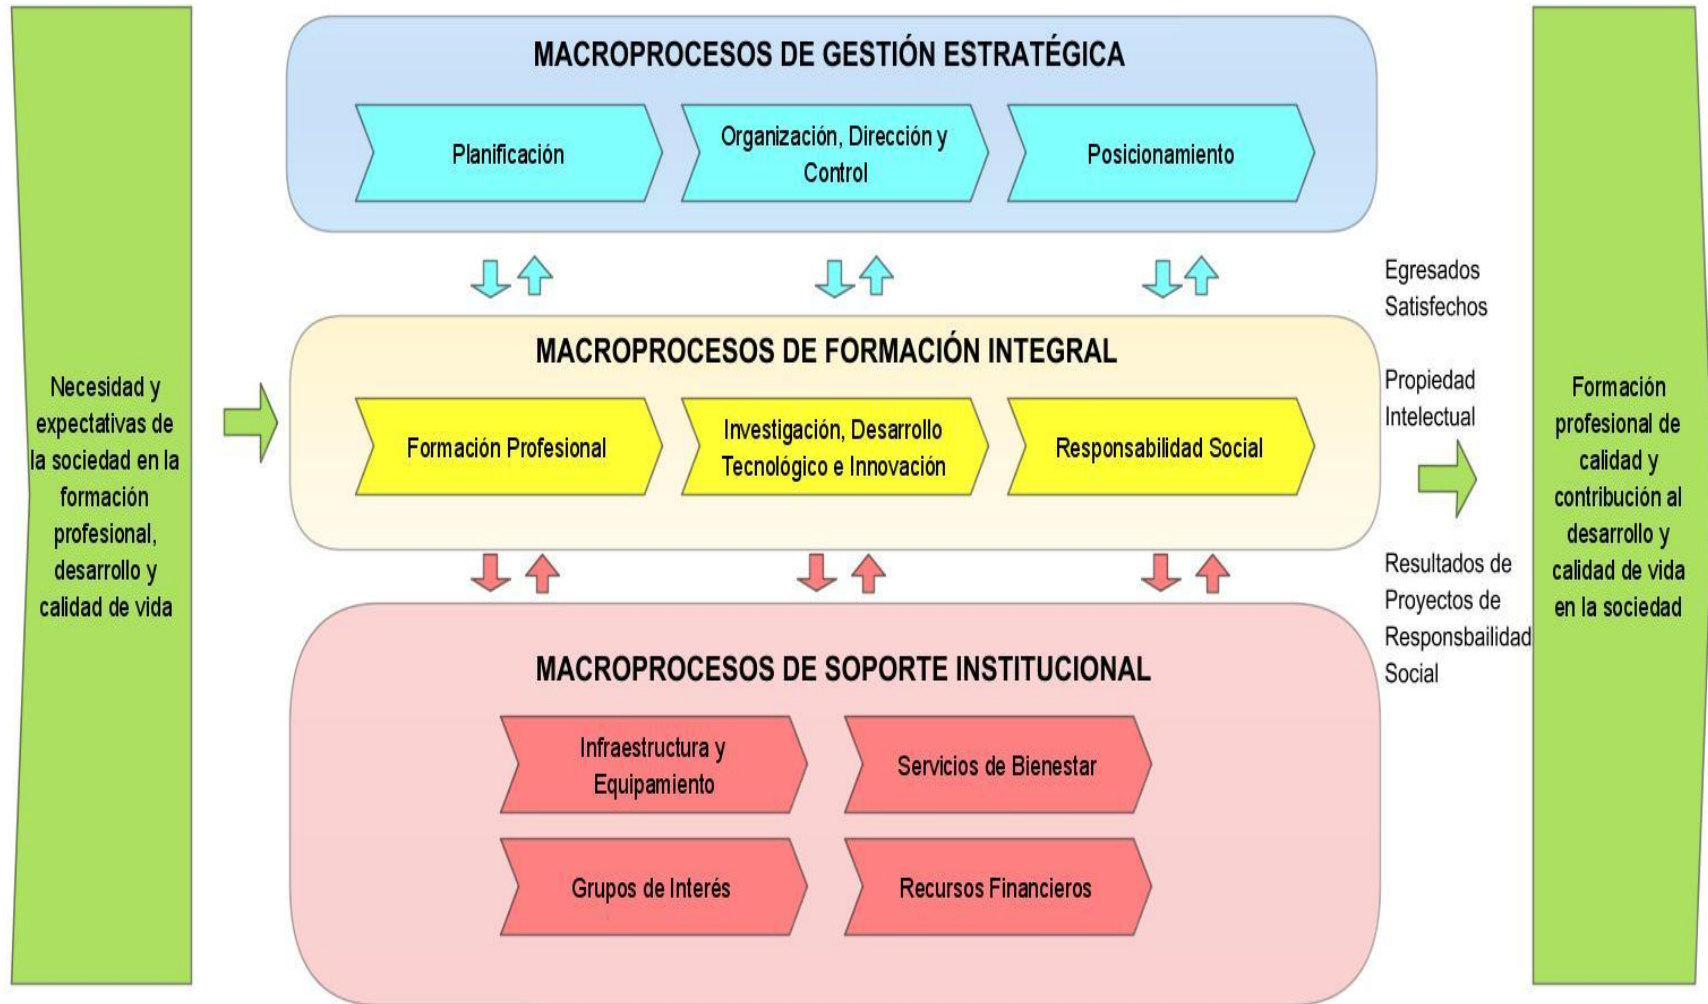 MACROPROCESOS DE GESTIÓN ESTRATÉGICA
Planificación
Organización, Dirección y
Control
Posicionamiento
Necesidad y
expectativas de
la sociedad en la
formación
profesional,
desarrollo y
calidad de vida
MACROPROCESOS DE FORMACIÓN INTEGRAL
Formación Profesional
Investigación, Desarrollo
Tecnológico e Innovación
Responsabilidad Social
MACROPROCESOS DE SOPORTE INSTITUCIONAL
Infraestructura y
Equipamiento
Servicios de Bienestar
Grupos de Interés
Recursos Financieros
Egresados
Satisfechos
Propiedad
Intelectual
Resultados de
Proyectos de
Responsbailidad
Social
Formación
profesional de
calidad y
contribución al
desarrollo y
calidad de vida
en la sociedad